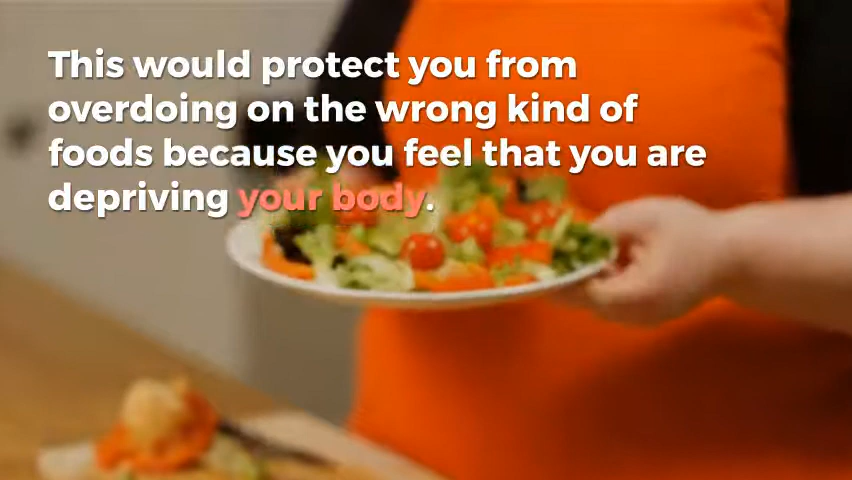 This would protect you from
overdoing on the wrong kind of
foods because you feel that you are
depriving your body.